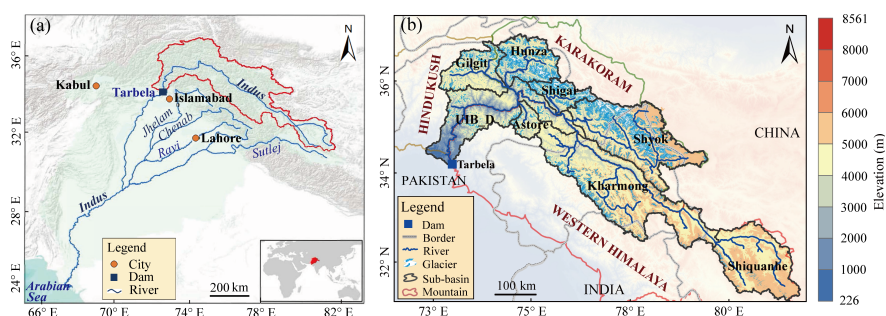 (a)
N
36° E
32° E
28° E
24° E
Kabul
Tarbela
Islamabad
Indus
Jhelam
Chenab
Lahore
Ravi
Sutlej
Indus
Arabian
Sea
Legend
City
Dam
River
200 km
66° E
70° E
74° E
78° E
82° E
(b)
N
36° N
34° N
32° N
HINDUKUSH
KARAKORAM
WESTERN HIMALAYA
Hunza
Gilgit
Shigar
UIB_D
Astore
Shyok
Tarbela
Kharmong
Shiquanhe
PAKISTAN
CHINA
INDIA
Legend
Dam
Border
River
Glacier
Sub-basin
Mountain
100 km
73° E
75° E
78° E
80° E
8561
8000
7000
6000
5000
4000
3000
2000
1000
226
Elevation (m)